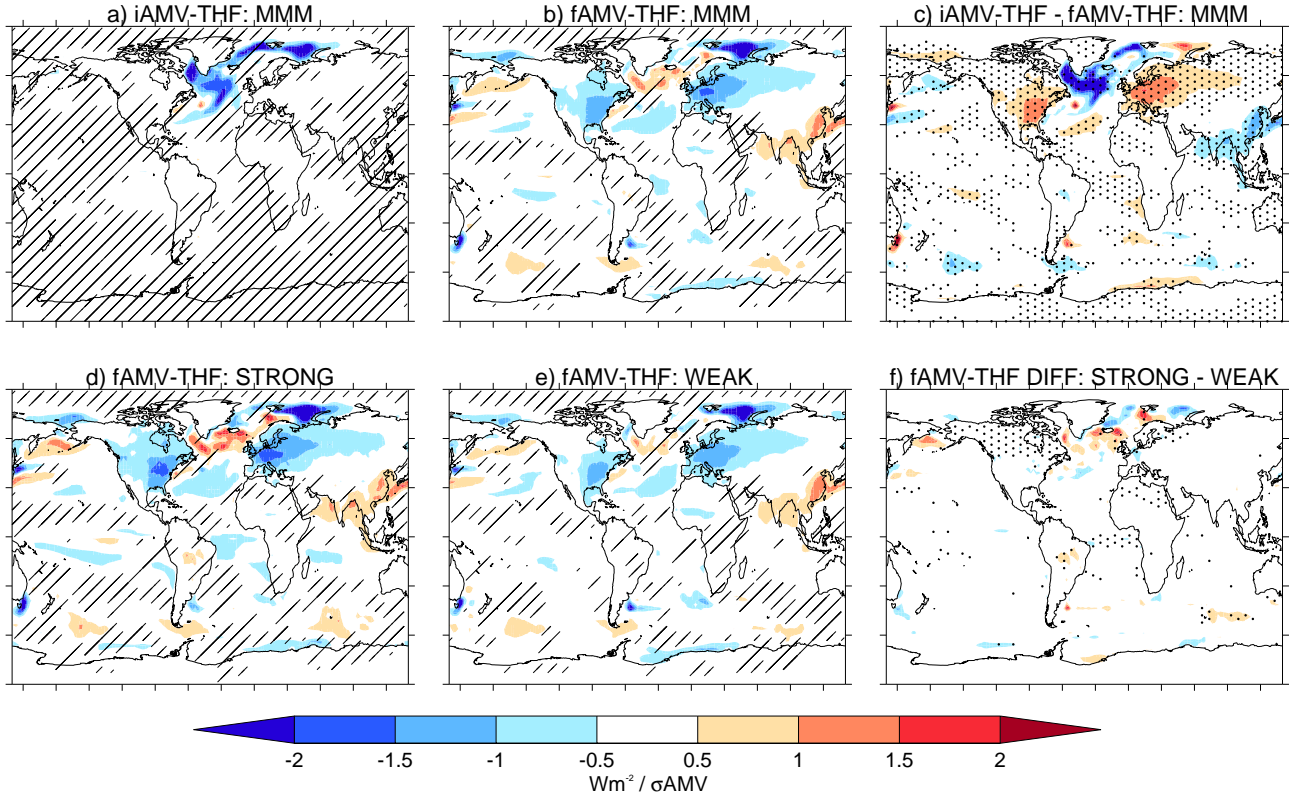 a) iAMV-THF: MMM
b) fAMV-THF: MMM
c) iAMV-THF - fAMV-THF: MMM
d) fAMV-THF: STRONG
e) fAMV-THF: WEAK
f) fAMV-THF DIFF: STRONG - WEAK
-2 -1.5 -1 -0.5 0.5 1 1.5 2
Wm⁻² / σAMV